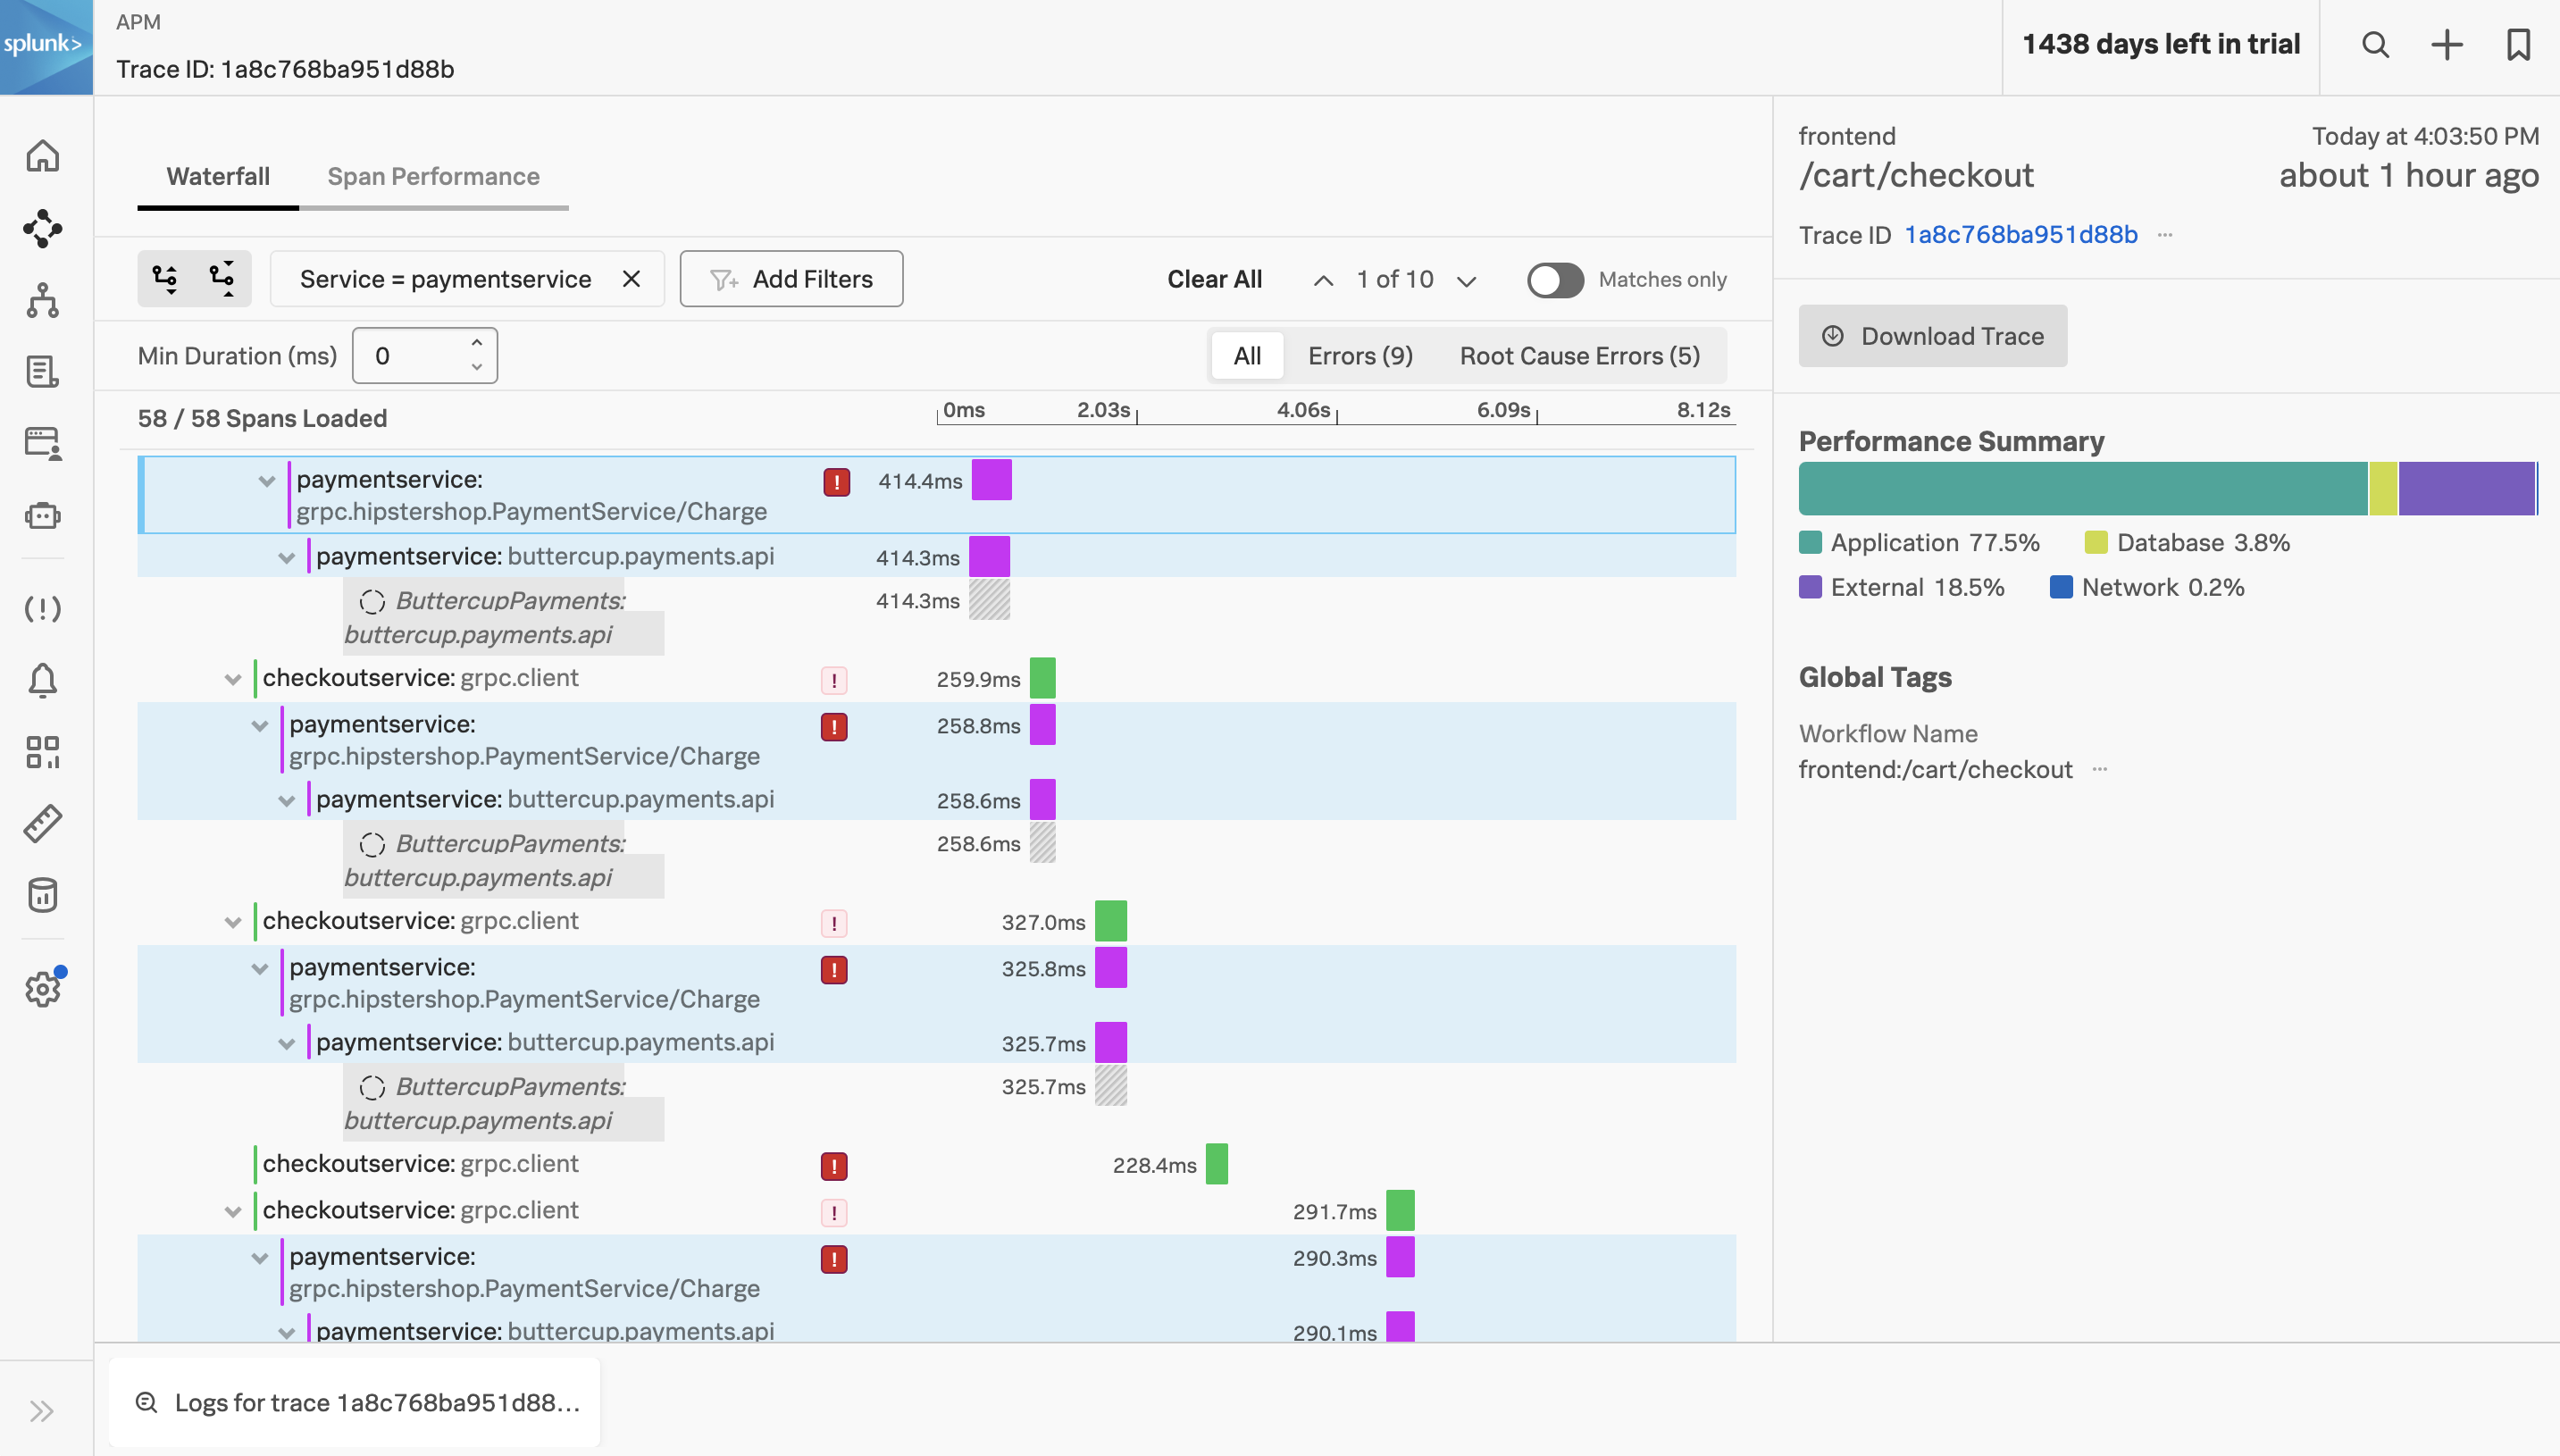 splunk>
APM
Trace ID: 1a8c768ba951d88b
1438 days left in trial
Waterfall
Span Performance
Service = paymentservice
Add Filters
Clear All
1 of 10
Matches only
Min Duration (ms)
0
All
Errors (9)
Root Cause Errors (5)
58 / 58 Spans Loaded
0ms
2.03s
4.06s
6.09s
8.12s
paymentservice:
grpc.hipstershop.PaymentService/Charge
! 414.4ms
paymentservice: buttercup.payments.api
414.3ms
ButtercupPayments:
buttercup.payments.api
414.3ms
checkoutservice: grpc.client
! 259.9ms
paymentservice:
grpc.hipstershop.PaymentService/Charge
! 258.8ms
paymentservice: buttercup.payments.api
258.6ms
ButtercupPayments:
buttercup.payments.api
258.6ms
checkoutservice: grpc.client
! 327.0ms
paymentservice:
grpc.hipstershop.PaymentService/Charge
! 325.8ms
paymentservice: buttercup.payments.api
325.7ms
ButtercupPayments:
buttercup.payments.api
325.7ms
checkoutservice: grpc.client
! 228.4ms
checkoutservice: grpc.client
! 291.7ms
paymentservice:
grpc.hipstershop.PaymentService/Charge
! 290.3ms
paymentservice: buttercup.payments.api
290.1ms
Logs for trace 1a8c768ba951d88...
frontend
Today at 4:03:50 PM
/cart/checkout
about 1 hour ago
Trace ID 1a8c768ba951d88b ...
Download Trace
Performance Summary
Application 77.5%
Database 3.8%
External 18.5%
Network 0.2%
Global Tags
Workflow Name
frontend:/cart/checkout ...